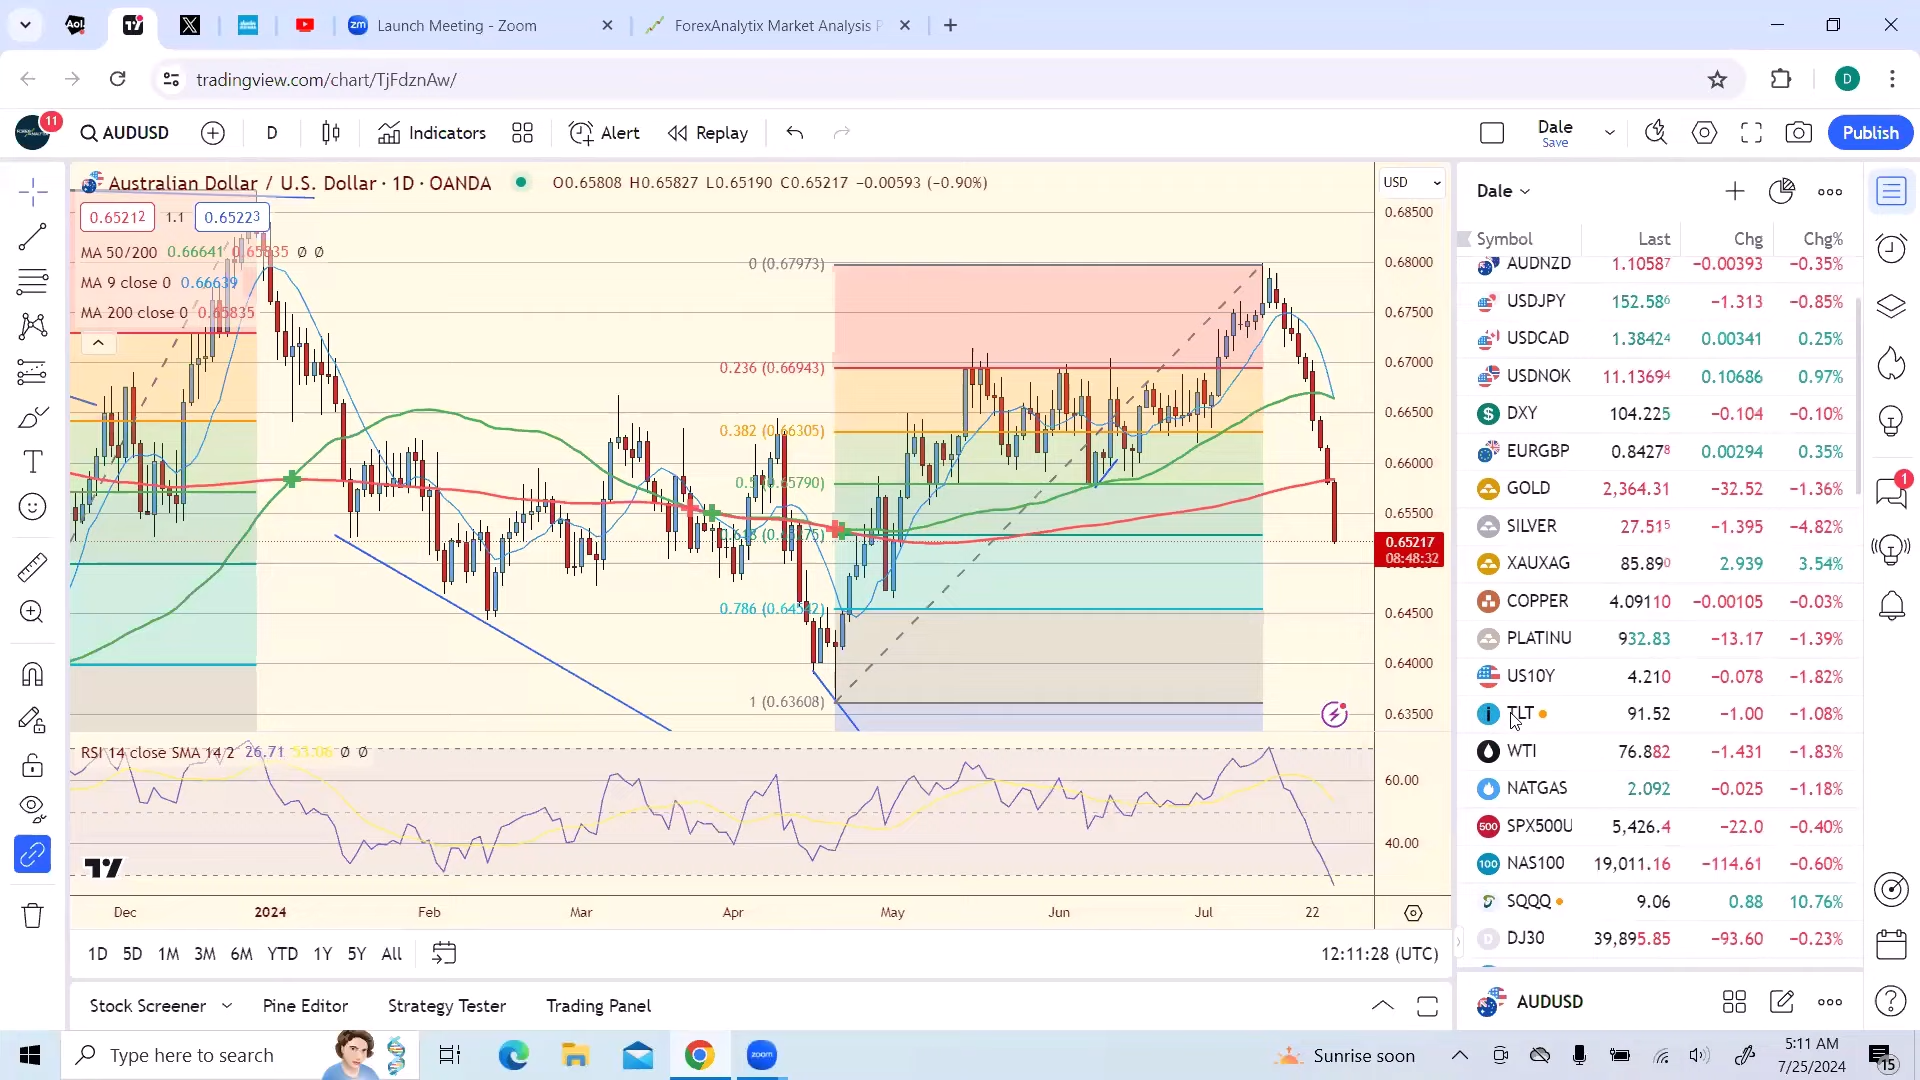 Aol.
zm Launch Meeting - Zoom
ForexAnalytix Market Analysis P
tradingview.com/chart/TjFdznAw/
D
11
AUDUSD
D
Indicators
Alert
Replay
Dale
Save
Publish
Australian Dollar / U.S. Dollar · 1D · OANDA
O0.65808 H0.65827 L0.65190 C0.65217 −0.00593 (−0.90%)
USD
0.65212 1.1 0.65223
MA 50/200 0.66641 0.65835 ∅ ∅
MA 9 close 0 0.66639
MA 200 close 0 0.65835
0 (0.67973)
0.236 (0.66943)
0.382 (0.66305)
0.786 (0.64542)
1 (0.63608)
0.68500
0.68000
0.67500
0.67000
0.66500
0.66000
0.65500
0.65217
08:48:32
0.64500
0.64000
0.63500
RSI 14 close SMA 14 2 26.71 53.06 ∅ ∅
60.00
40.00
Dec 2024 Feb Mar Apr May Jun Jul 22
1D 5D 1M 3M 6M YTD 1Y 5Y All
12:11:28 (UTC)
Stock Screener Pine Editor Strategy Tester Trading Panel
Dale
Symbol Last Chg Chg%
AUDNZD 1.10587 −0.00393 −0.35%
USDJPY 152.586 −1.313 −0.85%
USDCAD 1.38424 0.00341 0.25%
USDNOK 11.13694 0.10686 0.97%
DXY 104.225 −0.104 −0.10%
EURGBP 0.84278 0.00294 0.35%
GOLD 2,364.31 −32.52 −1.36%
SILVER 27.515 −1.395 −4.82%
XAUXAG 85.890 2.939 3.54%
COPPER 4.09110 −0.00105 −0.03%
PLATINU 932.83 −13.17 −1.39%
US10Y 4.210 −0.078 −1.82%
TLT 91.52 −1.00 −1.08%
WTI 76.882 −1.431 −1.83%
NATGAS 2.092 −0.025 −1.18%
500 SPX500U 5,426.4 −22.0 −0.40%
100 NAS100 19,011.16 −114.61 −0.60%
SQQQ 9.06 0.88 10.76%
D DJ30 39,895.85 −93.60 −0.23%
AUDUSD
1
Type here to search
zoom
Sunrise soon
5:11 AM
7/25/2024
15